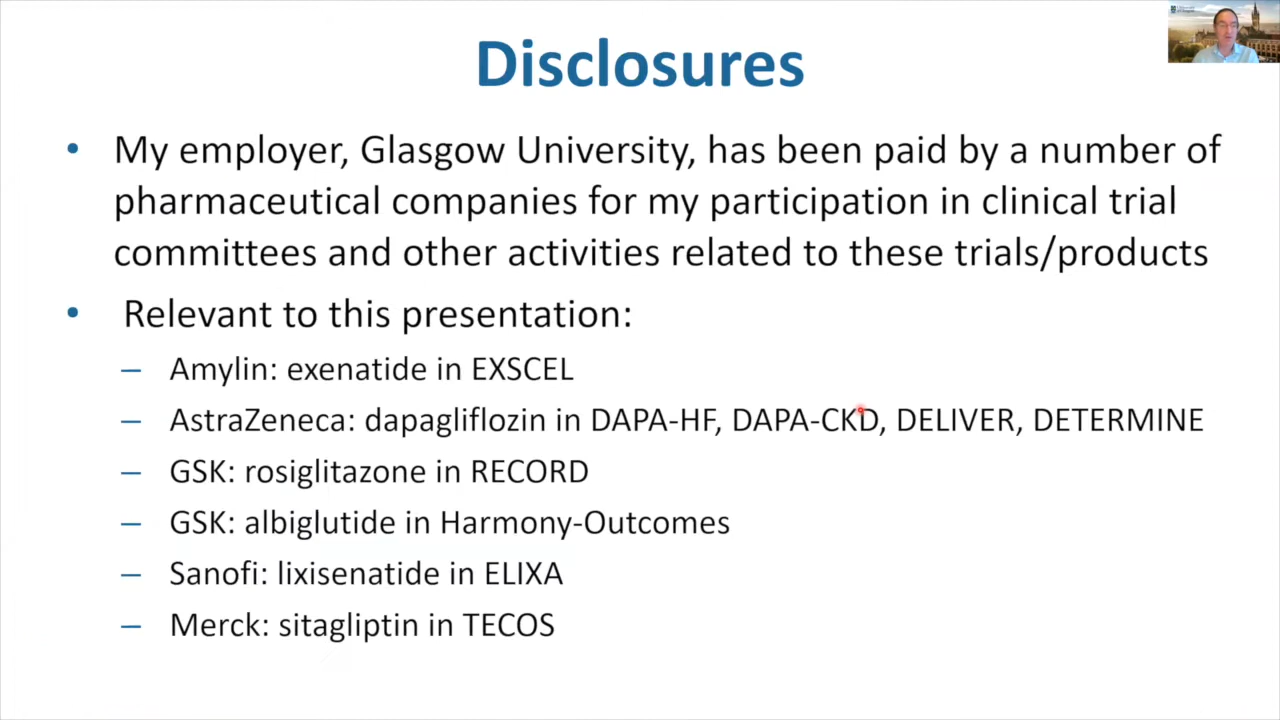 Disclosures
• My employer, Glasgow University, has been paid by a number of
pharmaceutical companies for my participation in clinical trial
committees and other activities related to these trials/products
• Relevant to this presentation:
– Amylin: exenatide in EXSCEL
– AstraZeneca: dapagliflozin in DAPA-HF, DAPA-CKD, DELIVER, DETERMINE
– GSK: rosiglitazone in RECORD
– GSK: albiglutide in Harmony-Outcomes
– Sanofi: lixisenatide in ELIXA
– Merck: sitagliptin in TECOS